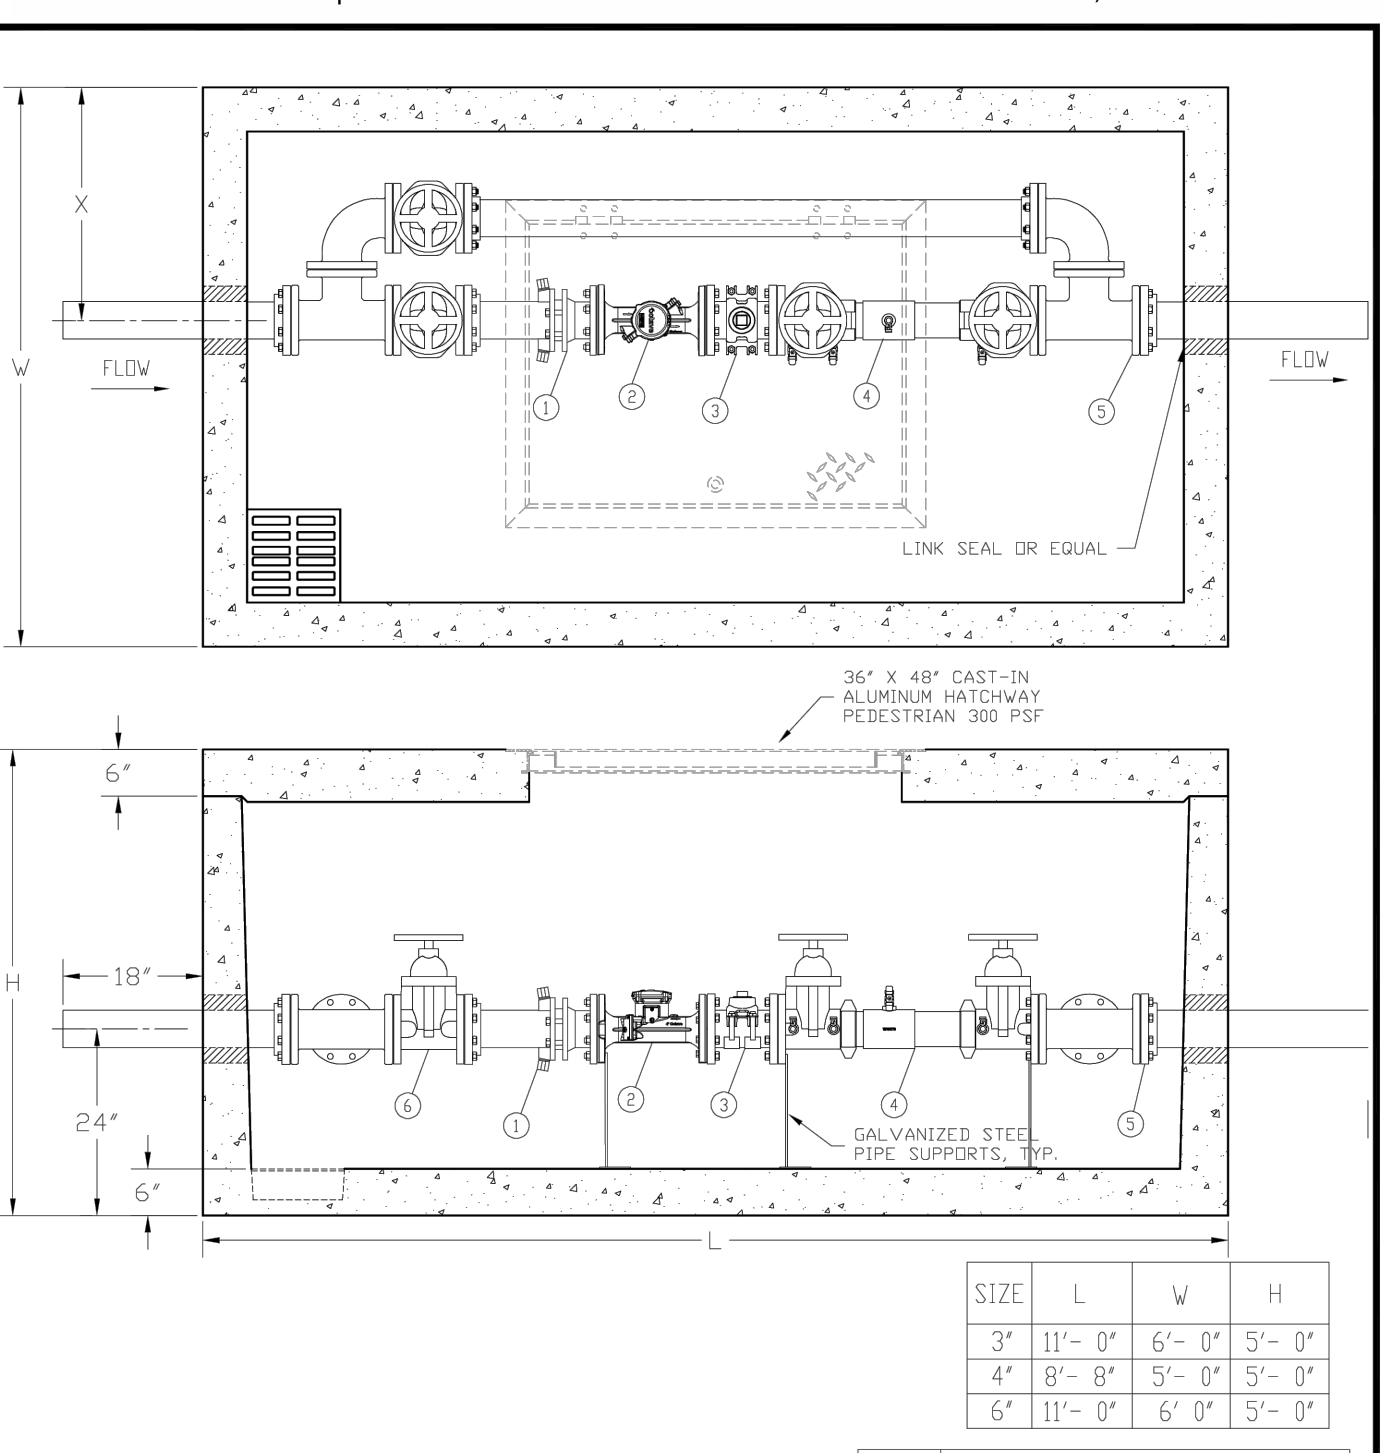 X
W
FLOW
FLOW
1
2
3
4
5
LINK SEAL OR EQUAL
36" X 48" CAST-IN
ALUMINUM HATCHWAY
PEDESTRIAN 300 PSF
6"
H
18"
24"
6"
6
1
2
3
4
5
GALVANIZED STEEL
PIPE SUPPORTS, TYP.
L
SIZE L W H
3" 11'- 0" 6'- 0" 5'- 0"
4" 8'- 8" 5'- 0" 5'- 0"
6" 11'- 0" 6' 0" 5'- 0"